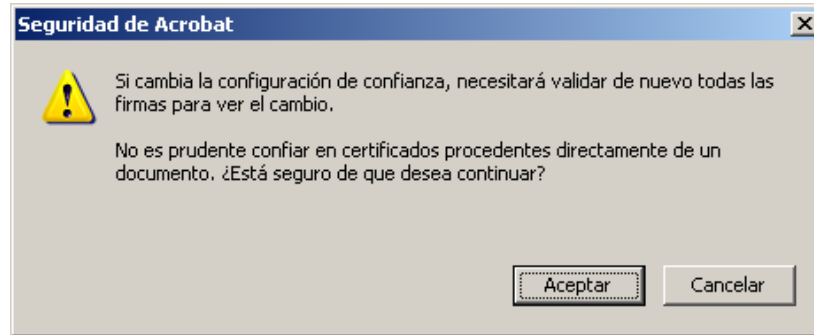 Seguridad de Acrobat
Si cambia la configuración de confianza, necesitará validar de nuevo todas las
firmas para ver el cambio.
No es prudente confiar en certificados procedentes directamente de un
documento. ¿Está seguro de que desea continuar?
Aceptar
Cancelar